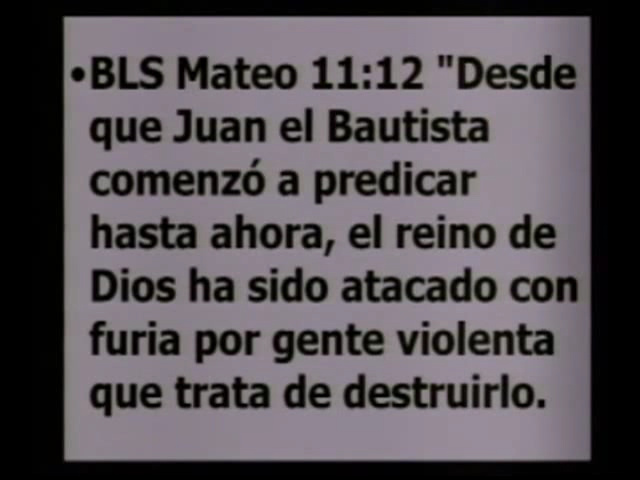 •BLS Mateo 11:12 "Desde
que Juan el Bautista
comenzó a predicar
hasta ahora, el reino de
Dios ha sido atacado con
furia por gente violenta
que trata de destruirlo.